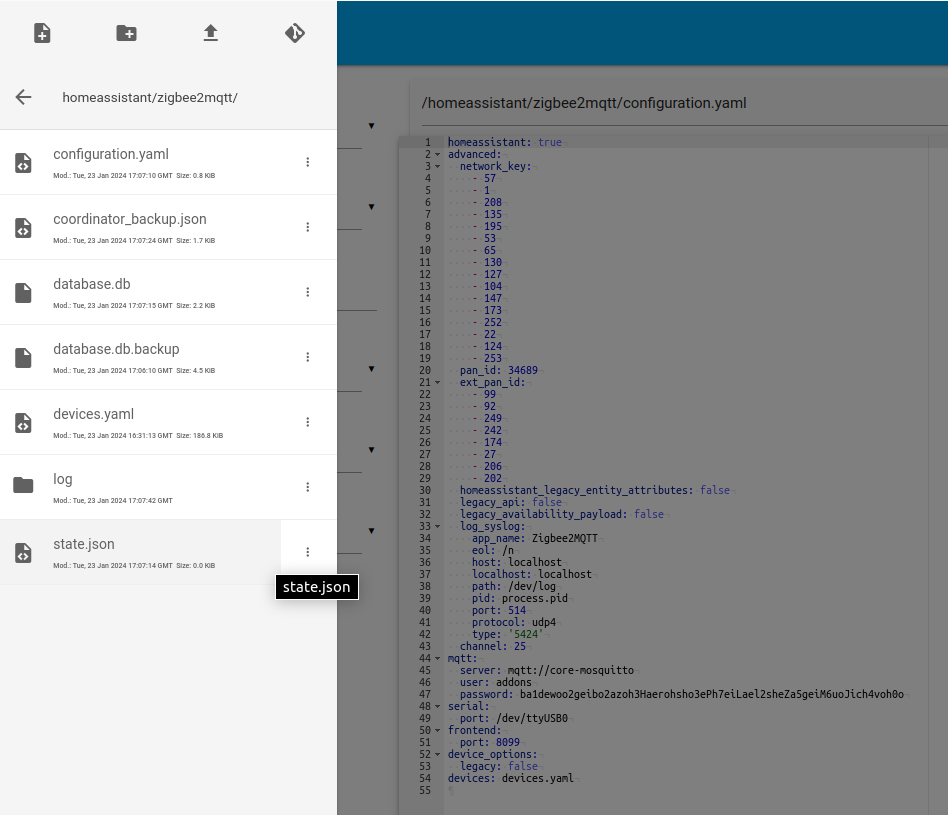 homeassistant/zigbee2mqtt/
configuration.yaml
Mod.: Tue, 23 Jan 2024 17:07:10 GMT Size: 0.8 KiB
coordinator_backup.json
Mod.: Tue, 23 Jan 2024 17:07:24 GMT Size: 1.7 KiB
database.db
Mod.: Tue, 23 Jan 2024 17:07:15 GMT Size: 2.2 KiB
database.db.backup
Mod.: Tue, 23 Jan 2024 17:06:10 GMT Size: 4.5 KiB
devices.yaml
Mod.: Tue, 23 Jan 2024 16:31:13 GMT Size: 186.8 KiB
log
Mod.: Tue, 23 Jan 2024 17:07:42 GMT
state.json
Mod.: Tue, 23 Jan 2024 17:07:14 GMT Size: 0.0 KiB
state.json
/homeassistant/zigbee2mqtt/configuration.yaml
1 homeassistant: true
2 advanced:
3 network_key:
4 - 57
5 - 1
6 - 208
7 - 135
8 - 195
9 - 53
10 - 65
11 - 130
12 - 127
13 - 104
14 - 147
15 - 173
16 - 252
17 - 22
18 - 124
19 - 253
20 pan_id: 34689
21 ext_pan_id:
22 - 99
23 - 92
24 - 249
25 - 242
26 - 174
27 - 27
28 - 206
29 - 202
30 homeassistant_legacy_entity_attributes: false
31 legacy_api: false
32 legacy_availability_payload: false
33 log_syslog:
34 app_name: Zigbee2MQTT
35 eol: /n
36 host: localhost
37 localhost: localhost
38 path: /dev/log
39 pid: process.pid
40 port: 514
41 protocol: udp4
42 type: '5424'
43 channel: 25
44 mqtt:
45 server: mqtt://core-mosquitto
46 user: addons
47 password: ba1dewoo2geibo2azoh3Haerohsho3ePh7eiLael2sheZa5geiM6uoJich4voh0o
48 serial:
49 port: /dev/ttyUSB0
50 frontend:
51 port: 8099
52 device_options:
53 legacy: false
54 devices: devices.yaml
55